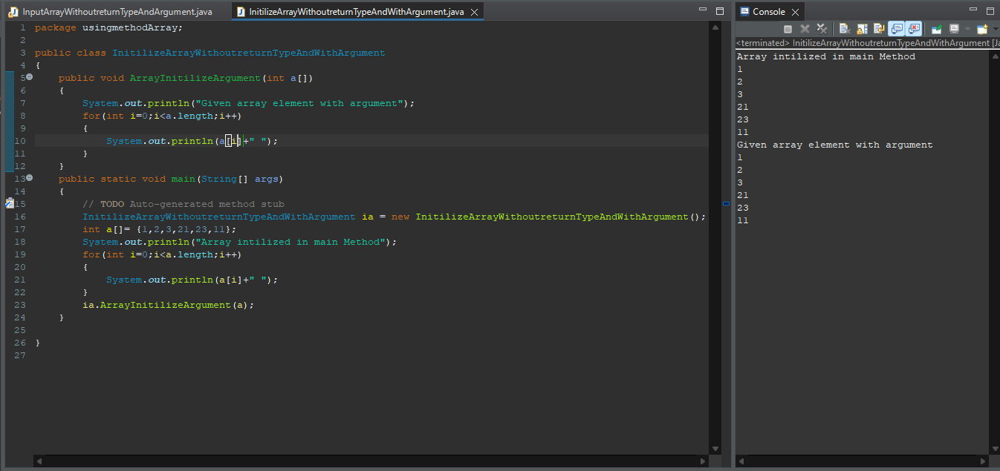 InputArrayWithoutreturnTypeAndArgument.java
InitilizeArrayWithoutreturnTypeAndWithArgument.java
1 package usingmethodArray;
2
3 public class InitilizeArrayWithoutreturnTypeAndWithArgument
4 {
5 public void ArrayInitilizeArgument(int a[])
6 {
7 System.out.println("Given array element with argument");
8 for(int i=0;i<a.length;i++)
9 {
10 System.out.println(a[i]+" ");
11 }
12 }
13 public static void main(String[] args)
14 {
15 // TODO Auto-generated method stub
16 InitilizeArrayWithoutreturnTypeAndWithArgument ia = new InitilizeArrayWithoutreturnTypeAndWithArgument();
17 int a[]= {1,2,3,21,23,11};
18 System.out.println("Array intilized in main Method");
19 for(int i=0;i<a.length;i++)
20 {
21 System.out.println(a[i]+" ");
22 }
23 ia.ArrayInitilizeArgument(a);
24 }
25
26 }
27
Console
<terminated> InitilizeArrayWithoutreturnTypeAndWithArgument [Ja
Array intilized in main Method
1
2
3
21
23
11
Given array element with argument
1
2
3
21
23
11